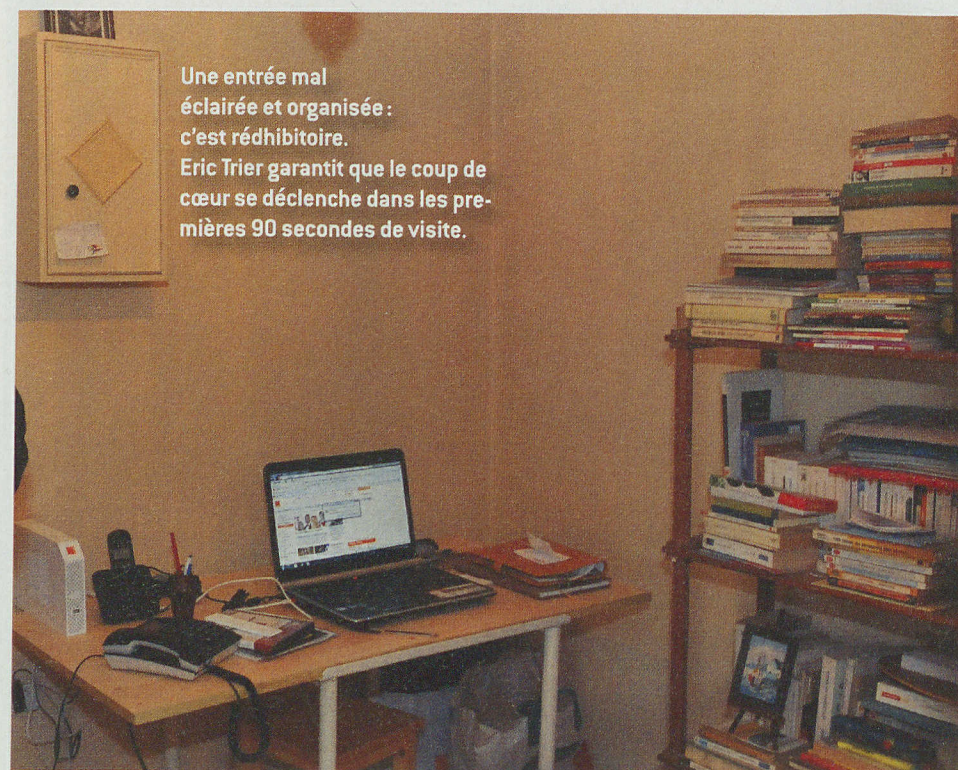 Une entrée mal
éclairée et organisée :
c'est rédhibitoire.
Eric Trier garantit que le coup de
cœur se déclenche dans les pre-
mières 90 secondes de visite.